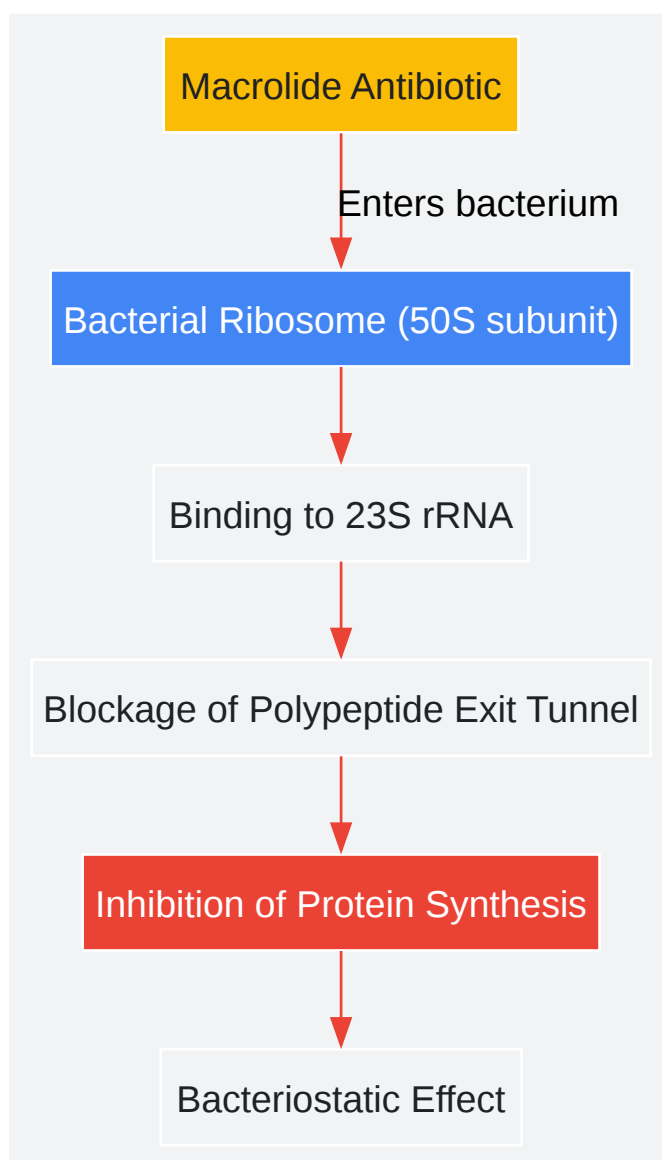 Macrolide Antibiotic
Enters bacterium
Bacterial Ribosome (50S subunit)
Binding to 23S rRNA
Blockage of Polypeptide Exit Tunnel
Inhibition of Protein Synthesis
Bacteriostatic Effect